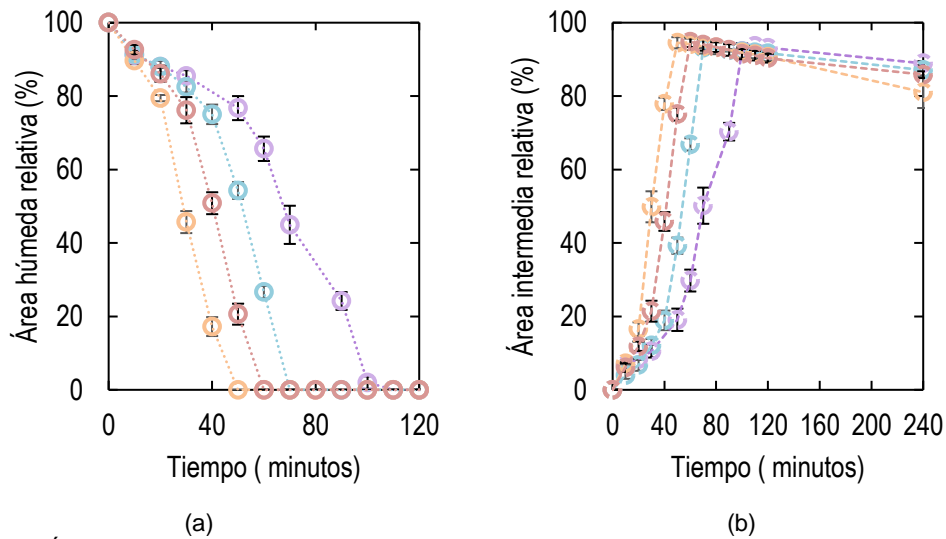 100
80
60
40
20
0
Área húmeda relativa (%)
0 40 80 120
Tiempo ( minutos)
(a)
100
80
60
40
20
0
Área intermedia relativa (%)
0 40 80 120 160 200 240
Tiempo ( minutos)
(b)